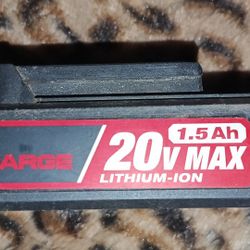 ARGE
1.5 Ah
20V MAX
LITHIUM-ION